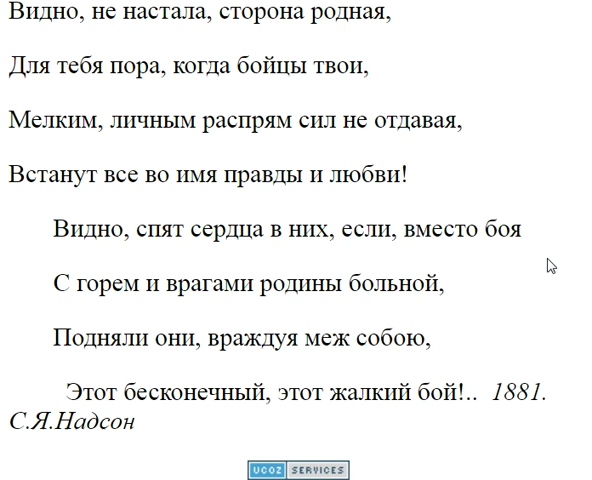 Видно, не настала, сторона родная,
Для тебя пора, когда бойцы твои,
Мелким, личным распрям сил не отдавая,
Встанут все во имя правды и любви!
Видно, спят сердца в них, если, вместо боя
С горем и врагами родины больной,
Подняли они, враждуя меж собою,
Этот бесконечный, этот жалкий бой!.. 1881.
С.Я.Надсон
UCOZ SERVICES